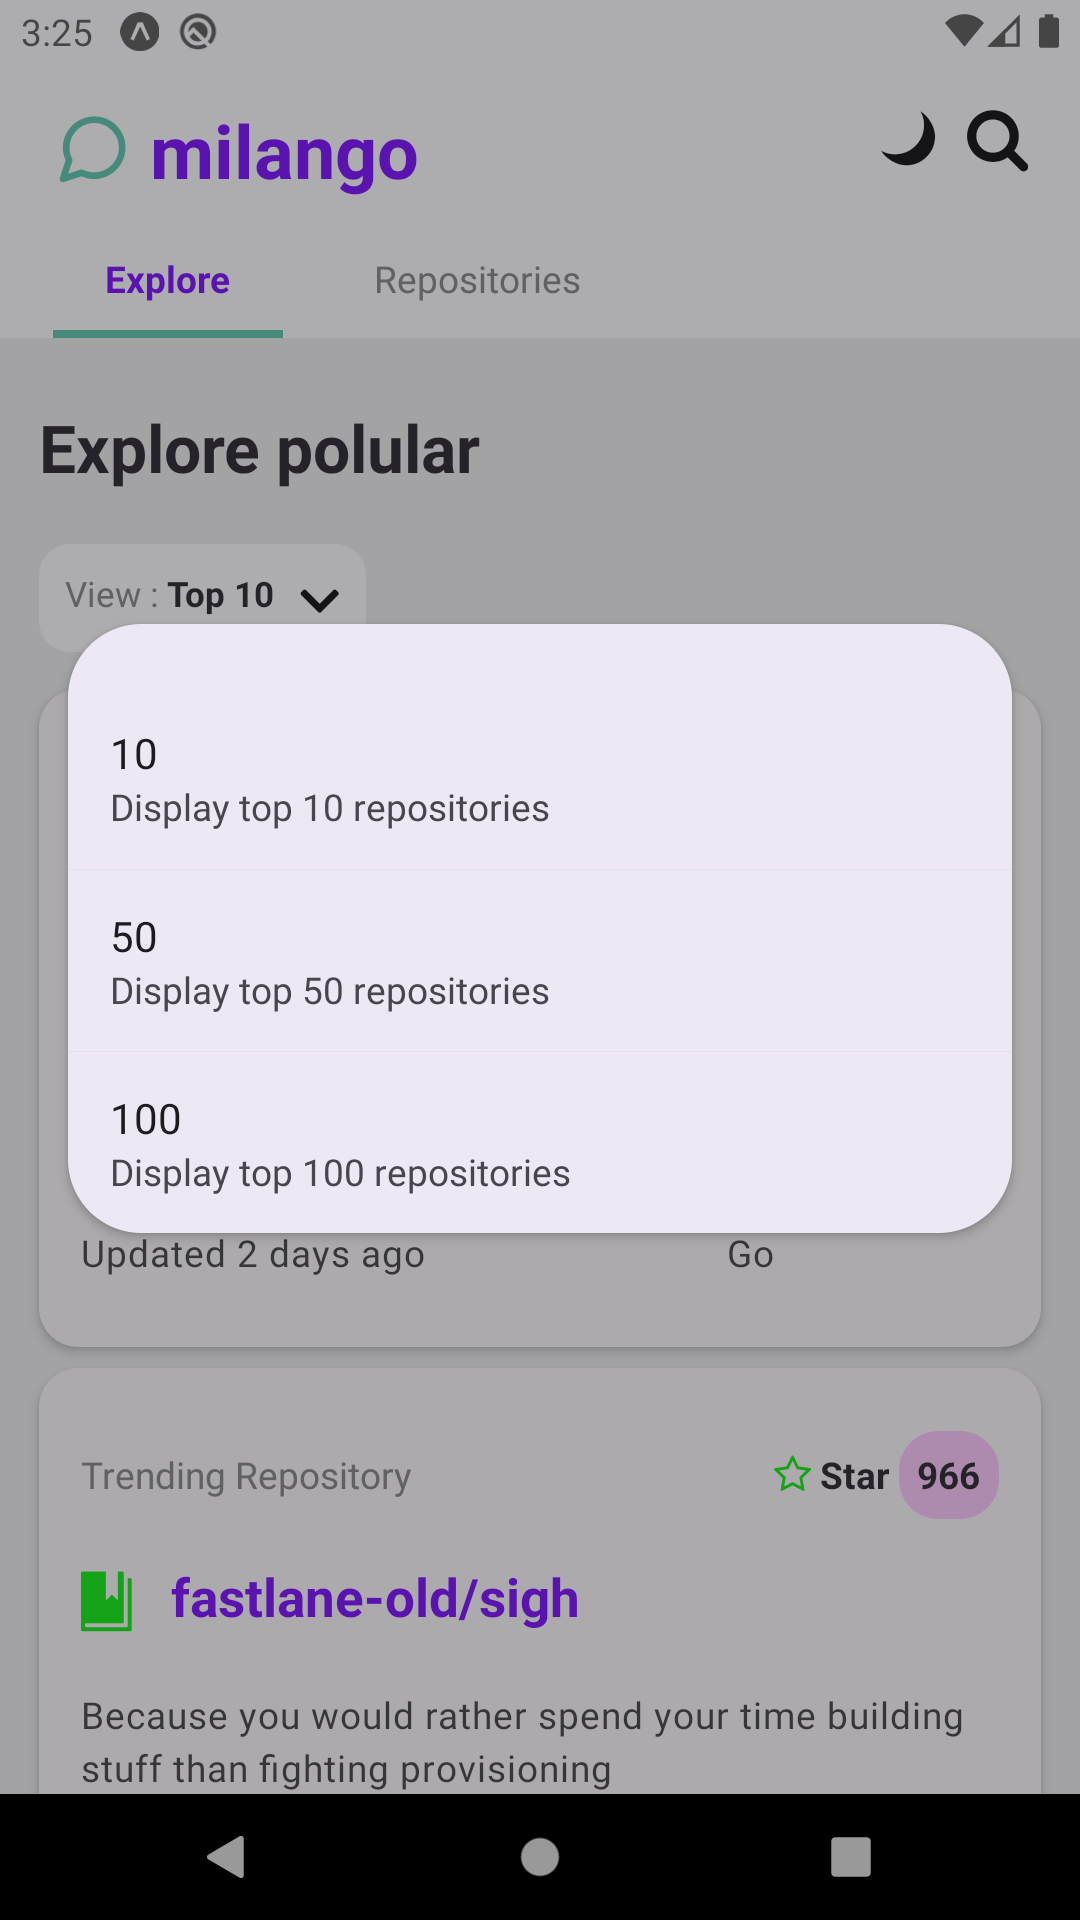 3:25
milango
Explore Repositories
Explore polular
View : Top 10
10
Display top 10 repositories
50
Display top 50 repositories
100
Display top 100 repositories
Updated 2 days ago Go
Trending Repository Star 966
fastlane-old/sigh
Because you would rather spend your time building
stuff than fighting provisioning